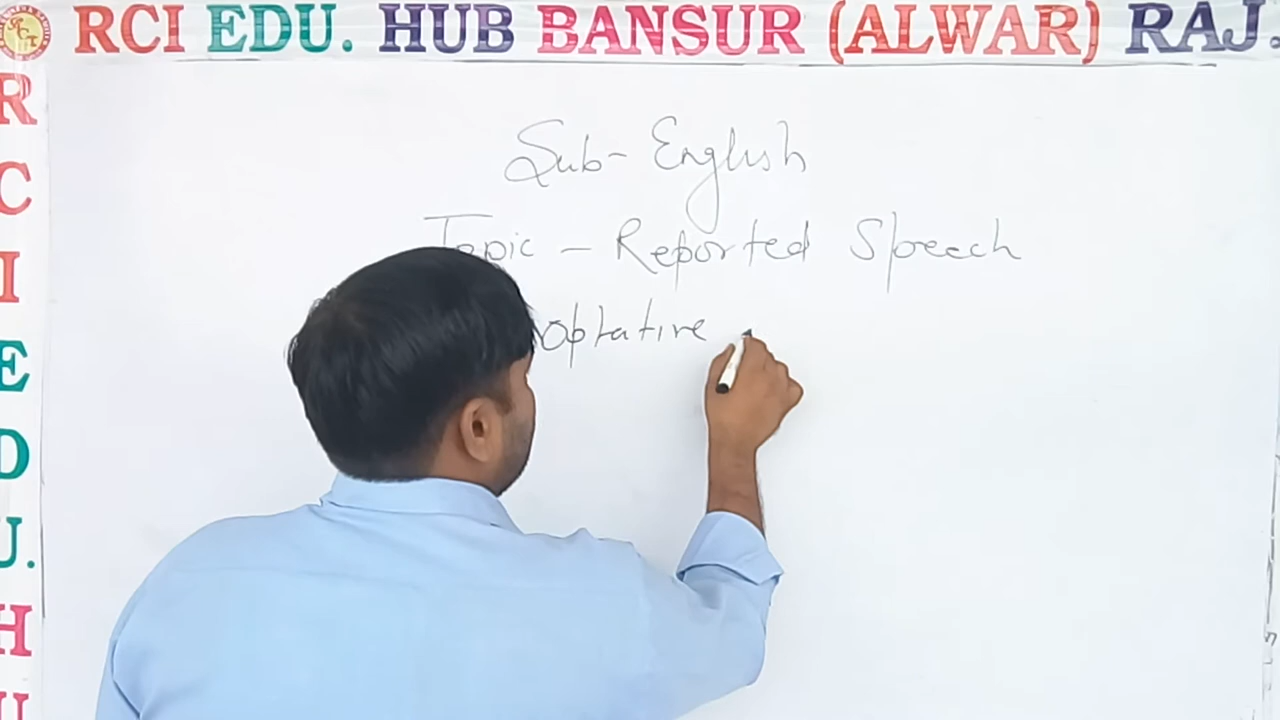 RCI EDU. HUB BANSUR (ALWAR) RAJ.
R
C
I
E
D
U.
H
U
Sub- English
Topic - Reported Speech
optative